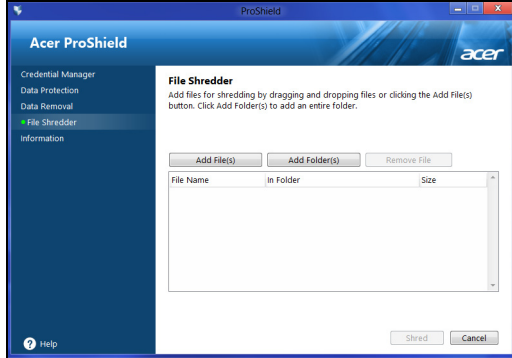 ProShield
Acer ProShield
acer
Credential Manager
Data Protection
Data Removal
File Shredder
Information
File Shredder
Add files for shredding by dragging and dropping files or clicking the Add File(s)
button. Click Add Folder(s) to add an entire folder.
Add File(s) Add Folder(s) Remove File
File Name In Folder Size
? Help
Shred Cancel